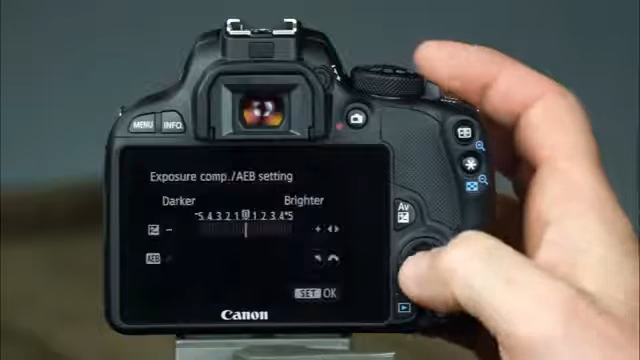 MENU INFO
Exposure comp./AEB setting
Darker Brighter
-5..4..3..2..1..0..1..2..3..4.+5
AEB
SET OK
Av
Canon